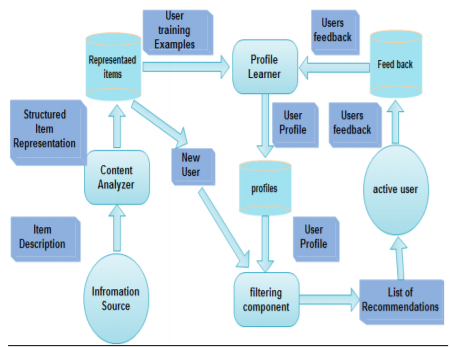 User
training
Examples
Users
feedback
Representaed
items
Profile
Learner
Feed back
Structured
Item
Representation
User
Profile
Users
feedback
New
User
Content
Analyzer
profiles
active user
Item
Description
User
Profile
Infromation
Source
filtering
component
List of
Recommendations